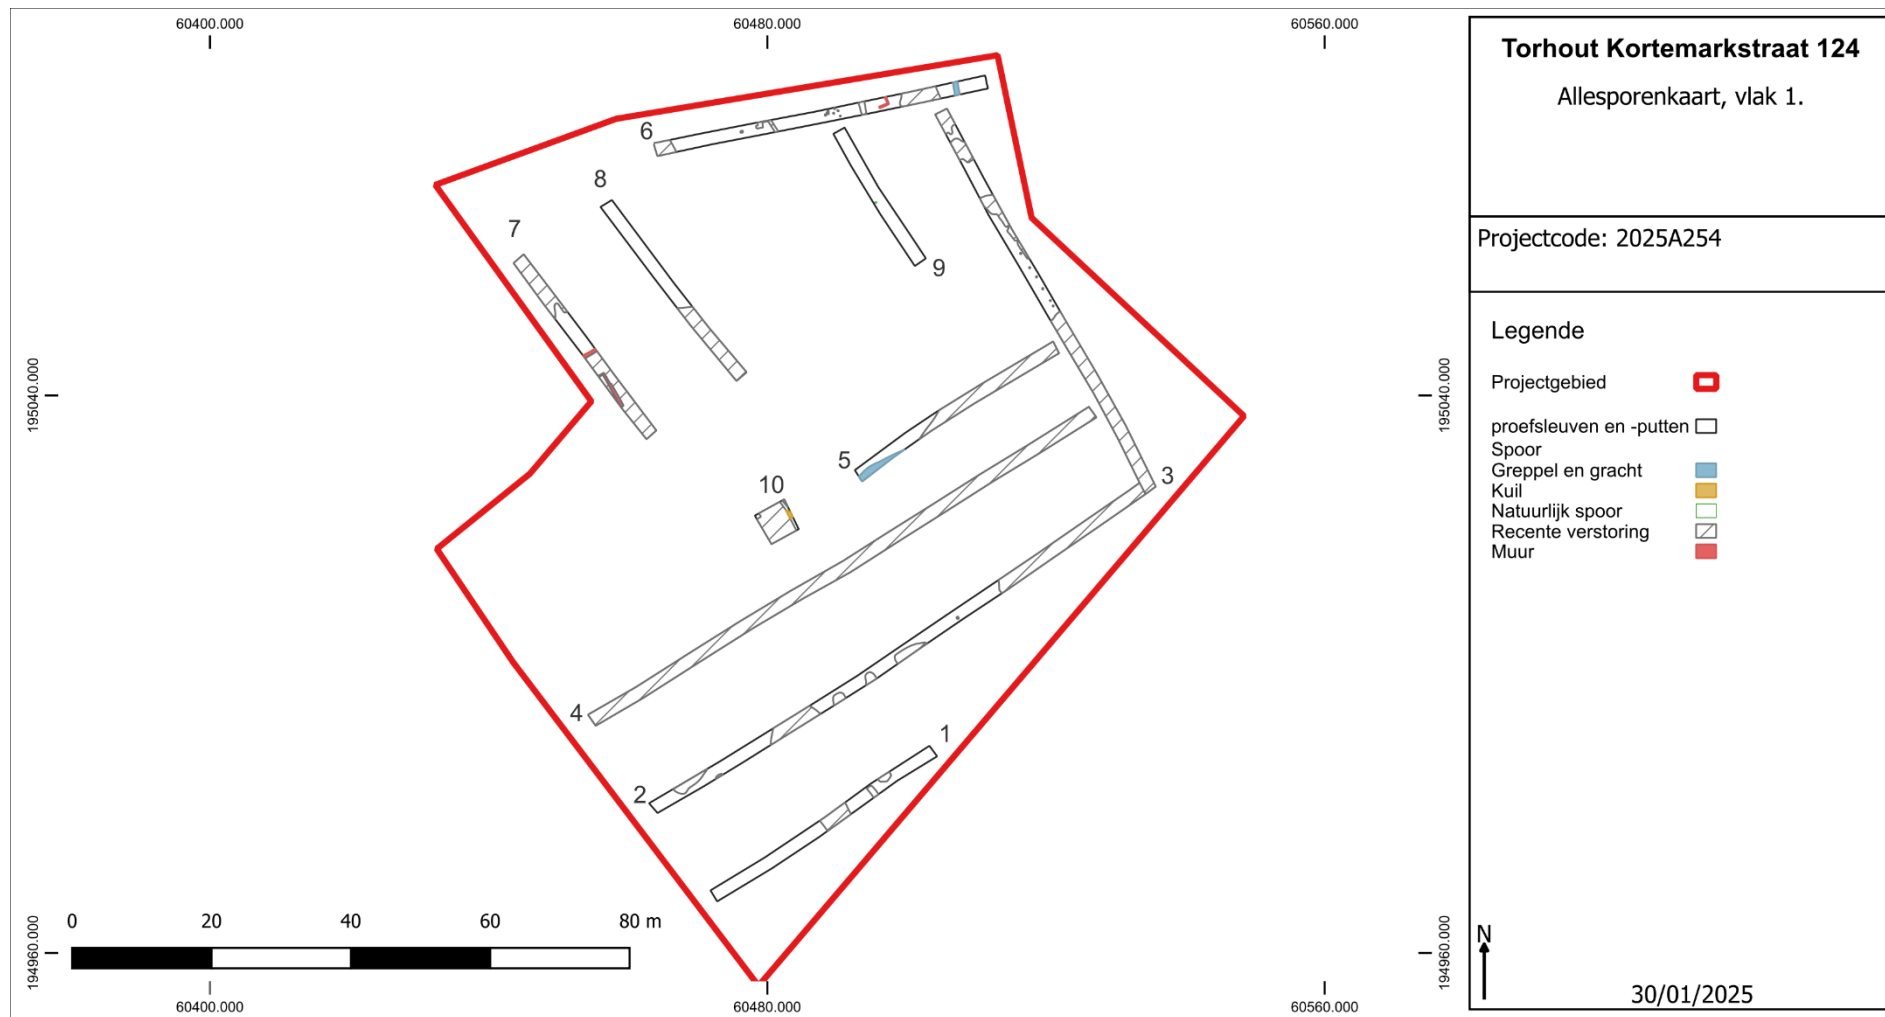 60400.000
60480.000
60560.000
Torhout Kortemarkstraat 124
Allesporenkaart, vlak 1.
Projectcode: 2025A254
Legende
Projectgebied
proefsleuven en -putten
Spoor
Greppel en gracht
Kuil
Natuurlijk spoor
Recente verstoring
Muur
N
30/01/2025
6
8
7
9
195040.000
195040.000
5
10
3
4
1
2
0 20 40 60 80 m
194960.000
194960.000
60400.000
60480.000
60560.000